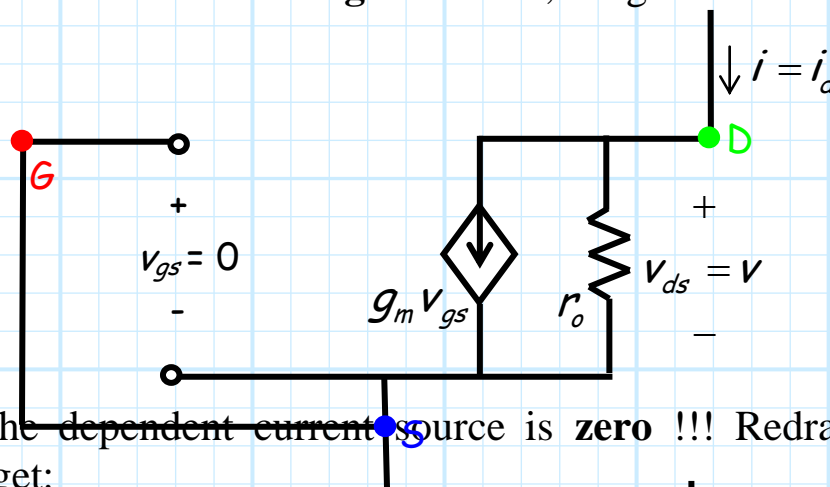 i = i
D
G
+
+
v_gs = 0
v_ds = v
-
g_m v_gs
r_o
−
he dependent current source is zero !!! Redra
S
get: